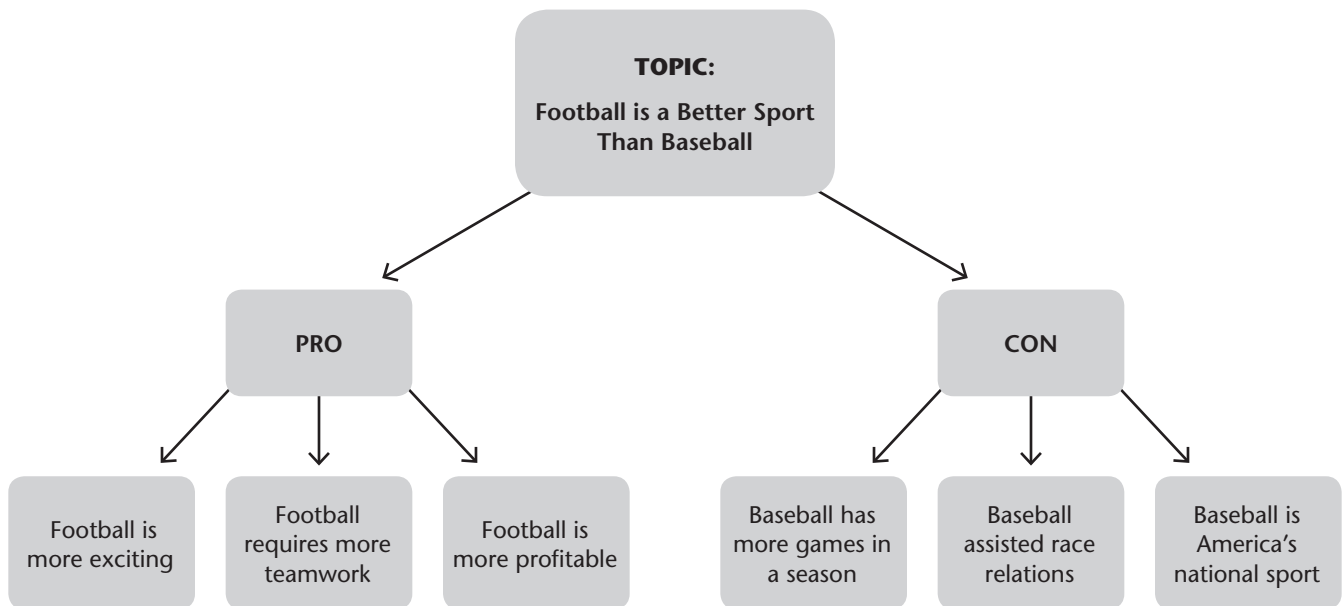 TOPIC:
Football is a Better Sport
Than Baseball
PRO
CON
Football is
more exciting
Football
requires more
teamwork
Football is
more profitable
Baseball has
more games in
a season
Baseball
assisted race
relations
Baseball is
America's
national sport